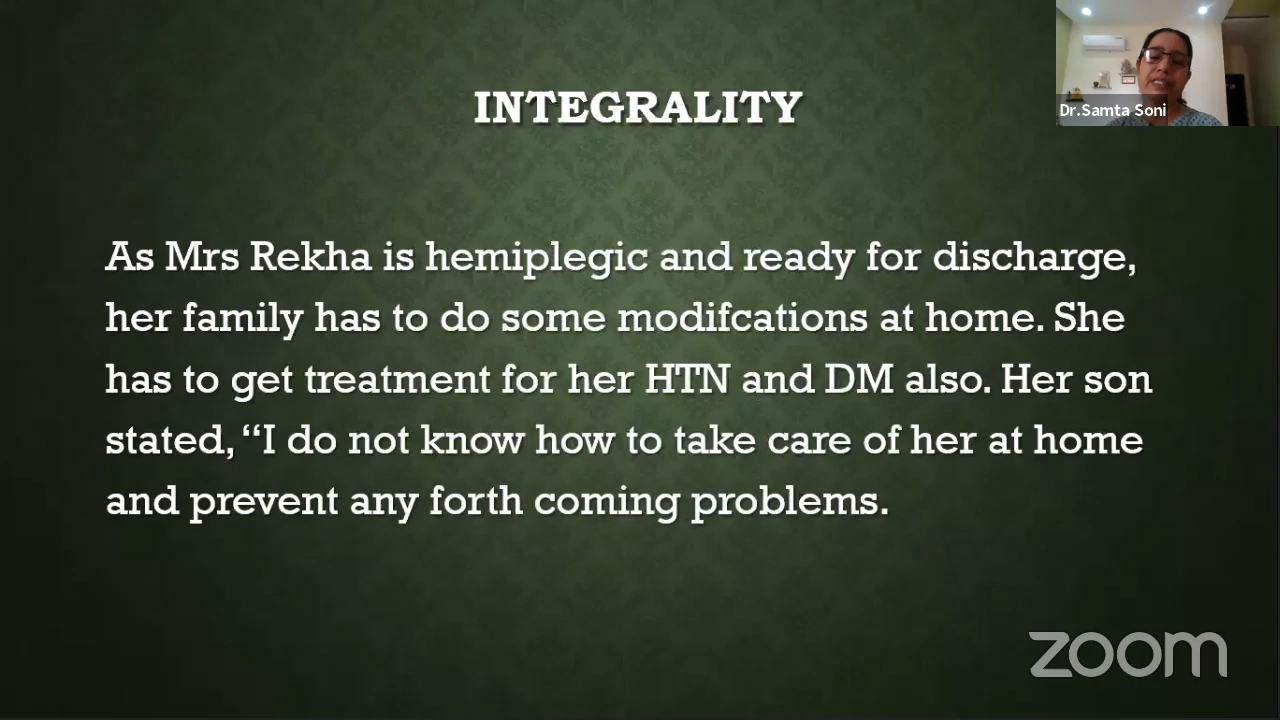 INTEGRALITY
Dr.Samta Soni
As Mrs Rekha is hemiplegic and ready for discharge,
her family has to do some modifcations at home. She
has to get treatment for her HTN and DM also. Her son
stated, “I do not know how to take care of her at home
and prevent any forth coming problems.
zoom